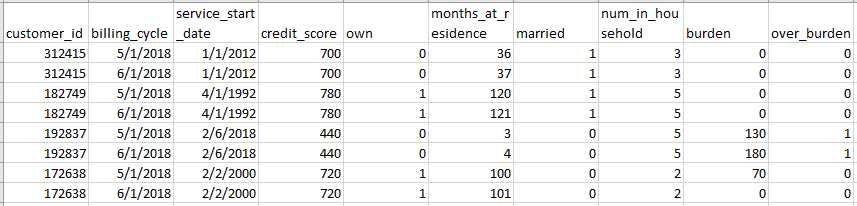 customer_id billing_cycle service_start_date credit_score own months_at_residence married num_in_household burden over_burden
312415 5/1/2018 1/1/2012 700 0 36 1 3 0 0
312415 6/1/2018 1/1/2012 700 0 37 1 3 0 0
182749 5/1/2018 4/1/1992 780 1 120 1 5 0 0
182749 6/1/2018 4/1/1992 780 1 121 1 5 0 0
192837 5/1/2018 2/6/2018 440 0 3 0 5 130 1
192837 6/1/2018 2/6/2018 440 0 4 0 5 180 1
172638 5/1/2018 2/2/2000 720 1 100 0 2 70 0
172638 6/1/2018 2/2/2000 720 1 101 0 2 0 0